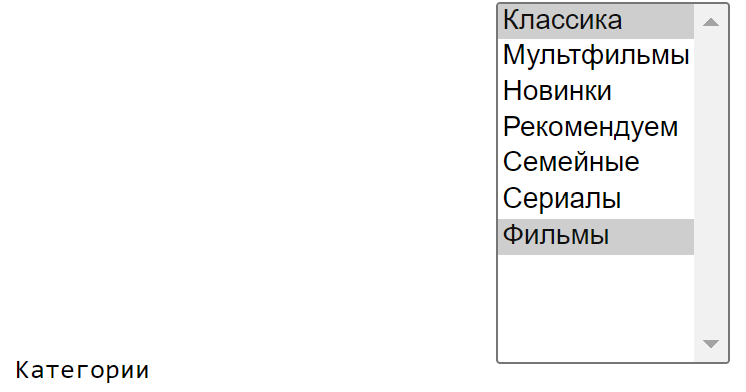 Классика
Мультфильмы
Новинки
Рекомендуем
Семейные
Сериалы
Фильмы
Категории